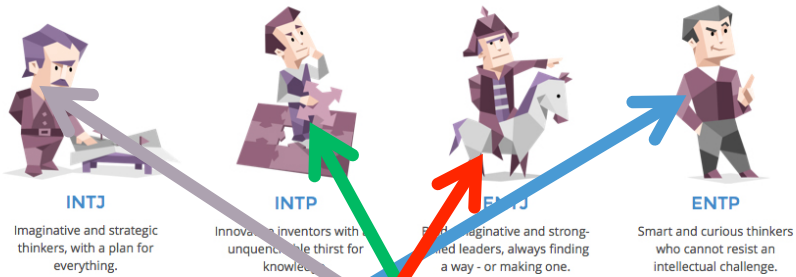 INTJ
Imaginative and strategic
thinkers, with a plan for
everything.
INTP
inventors with
thirst for
ENTJ
and strong-
leaders, always finding
a way - or making one.
ENTP
Smart and curious thinkers
who cannot resist an
intellectual challenge.